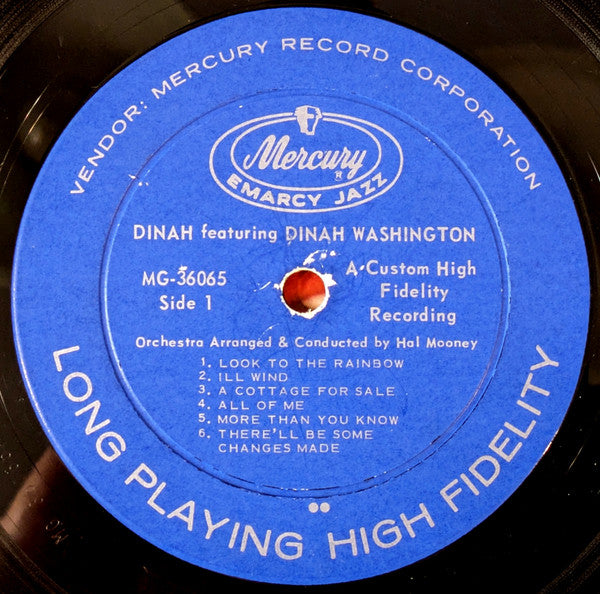 VENDOR: MERCURY RECORD CORPORATION
Mercury
R
EMARCY JAZZ
DINAH featuring DINAH WASHINGTON
MG-36065
Side 1
A Custom High
Fidelity
Recording
Orchestra Arranged & Conducted by Hal Mooney
1. LOOK TO THE RAINBOW
2. ILL WIND
3. A COTTAGE FOR SALE
4. ALL OF ME
5. MORE THAN YOU KNOW
6. THERE'LL BE SOME
CHANGES MADE
LONG PLAYING HIGH FIDELITY